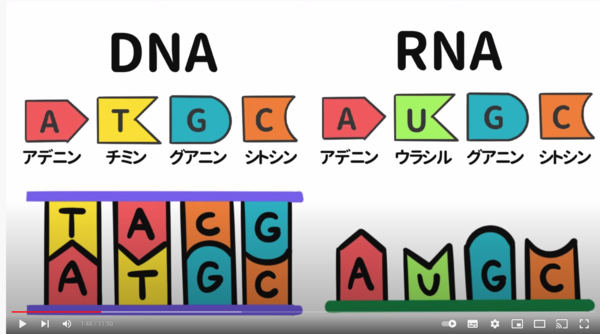 DNA
RNA
A T G C
アデニン チミン グアニン シトシン
A U G C
アデニン ウラシル グアニン シトシン
T A C G
A T G C
A U G C
1:48 / 11:50